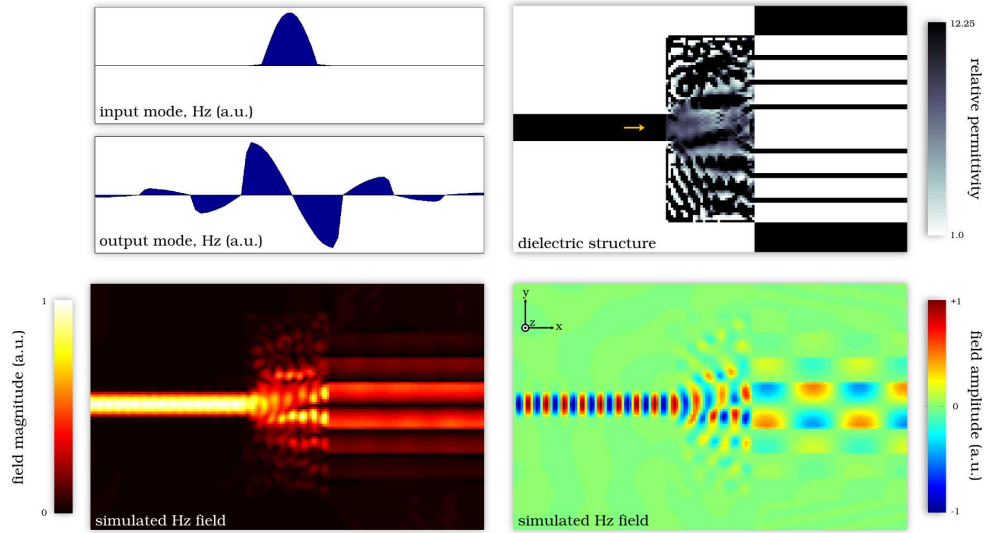 input mode, Hz (a.u.)
output mode, Hz (a.u.)
dielectric structure
12.25
relative permittivity
1.0
1
field magnitude (a.u.)
0
simulated Hz field
y
z
x
simulated Hz field
+1
0
field amplitude (a.u.)
-1